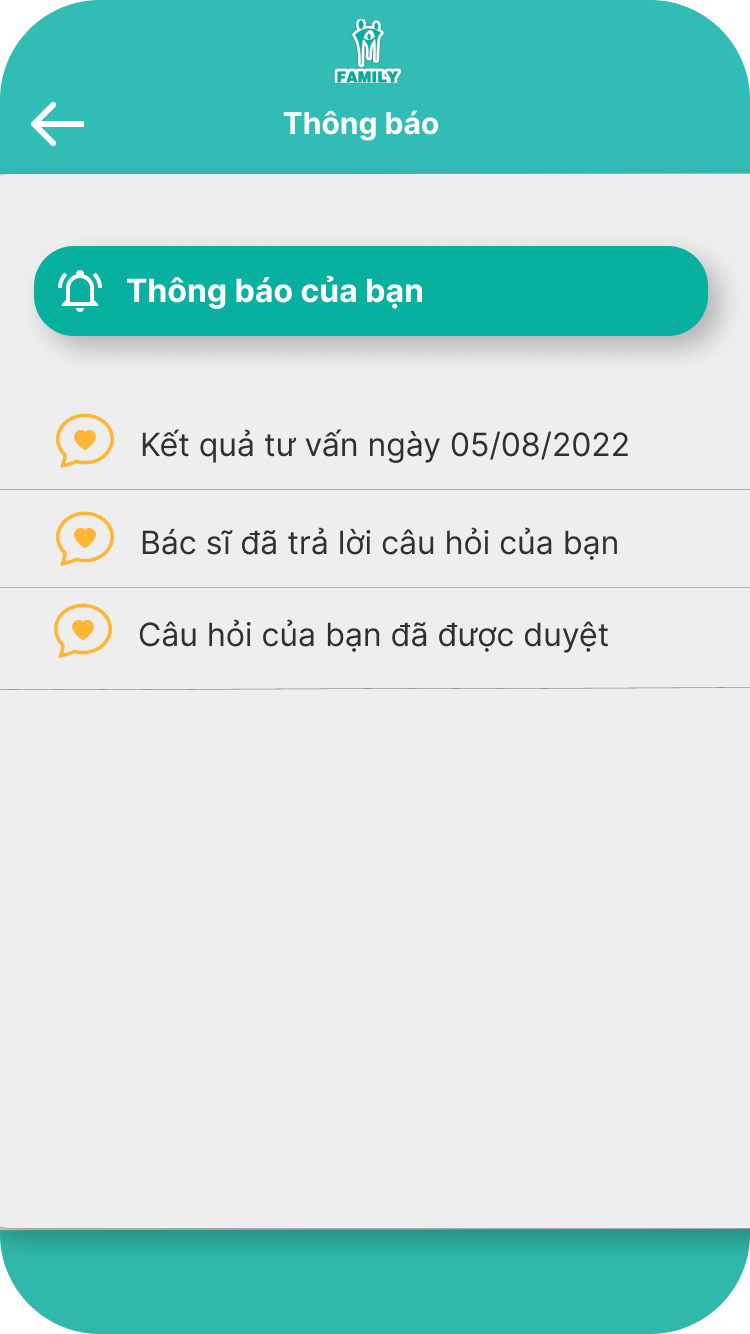 FAMILY
Thông báo
Thông báo của bạn
Kết quả tư vấn ngày 05/08/2022
Bác sĩ đã trả lời câu hỏi của bạn
Câu hỏi của bạn đã được duyệt